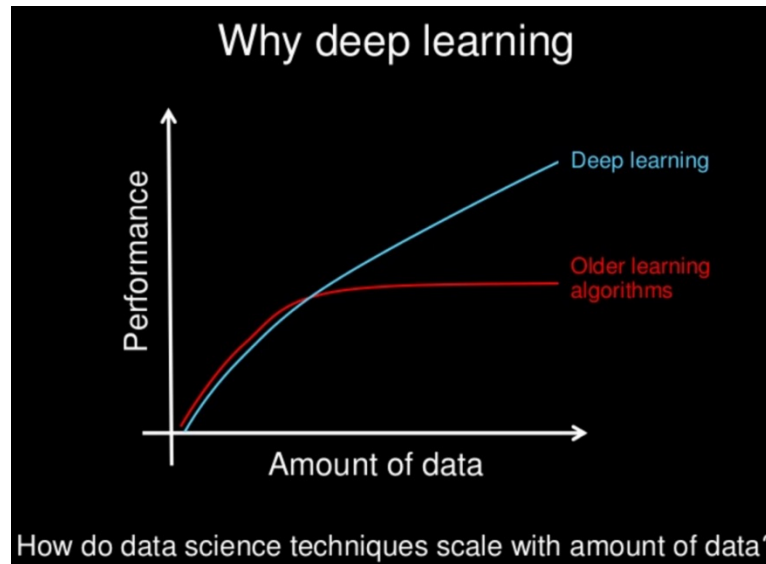 Why deep learning
Performance
Deep learning
Older learning
algorithms
Amount of data
How do data science techniques scale with amount of data?